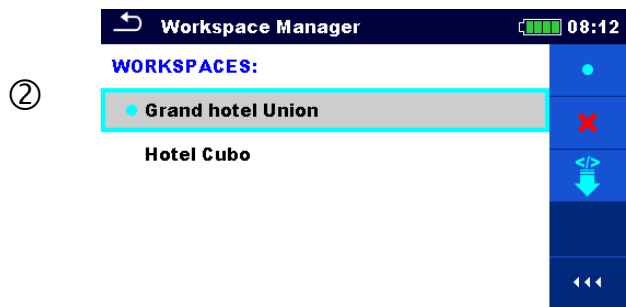 Workspace Manager 08:12
WORKSPACES:
②
Grand hotel Union
Hotel Cubo
</>